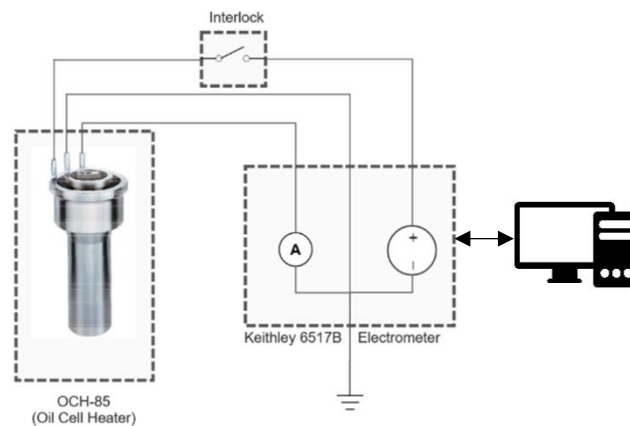 Interlock
A
+
–
Keithley 6517B Electrometer
OCH-85
(Oil Cell Heater)